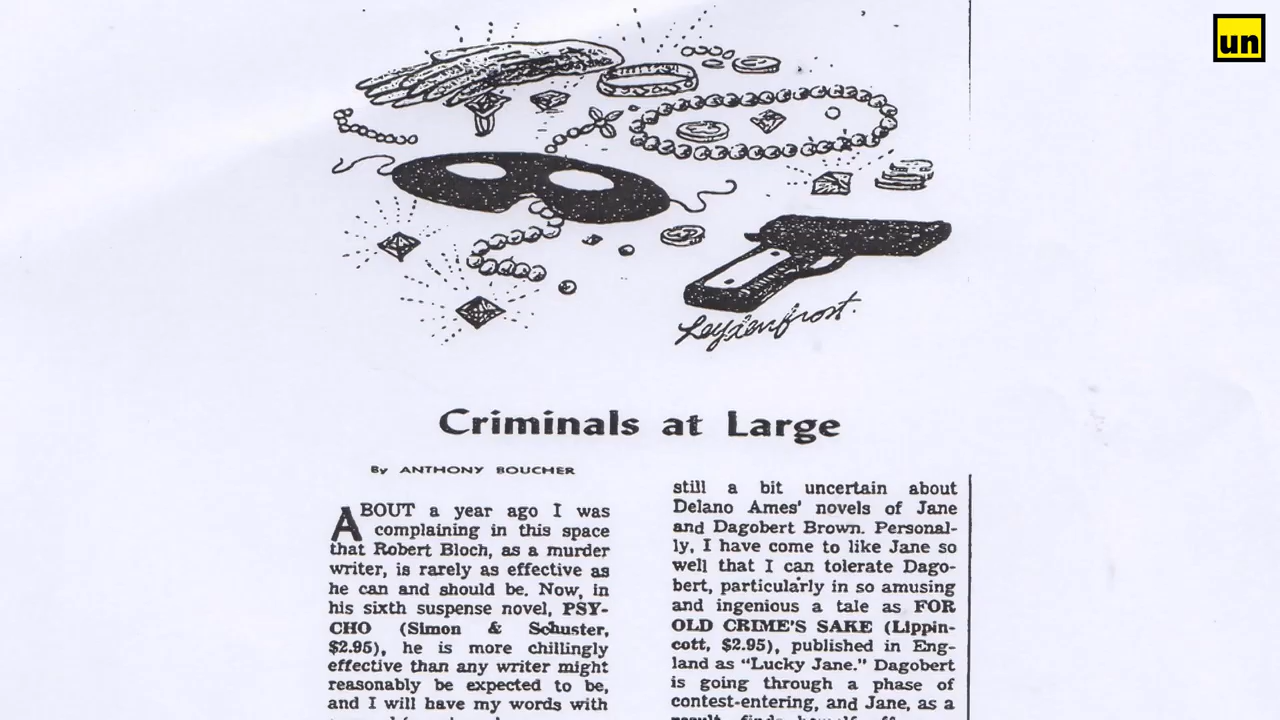 un
Leydenfrost.
Criminals at Large
By ANTHONY BOUCHER
ABOUT a year ago I was
complaining in this space
that Robert Bloch, as a murder
writer, is rarely as effective as
he can and should be. Now, in
his sixth suspense novel, PSY-
CHO (Simon & Schuster,
$2.95), he is more chillingly
effective than any writer might
reasonably be expected to be,
and I will have my words with
still a bit uncertain about
Delano Ames' novels of Jane
and Dagobert Brown. Personal-
ly, I have come to like Jane so
well that I can tolerate Dago-
bert, particularly in so amusing
and ingenious a tale as FOR
OLD CRIME'S SAKE (Lippin-
cott, $2.95), published in Eng-
land as "Lucky Jane." Dagobert
is going through a phase of
contest-entering, and Jane, as a